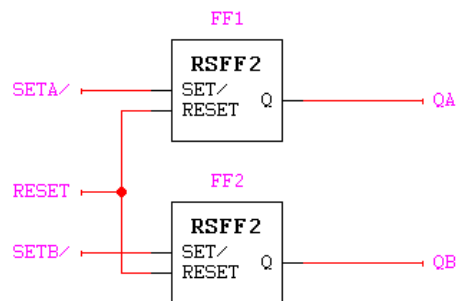 FF1
RSFF2
SETA/
SET/
RESET
Q
QA
RESET
FF2
RSFF2
SETB/
SET/
RESET
Q
QB